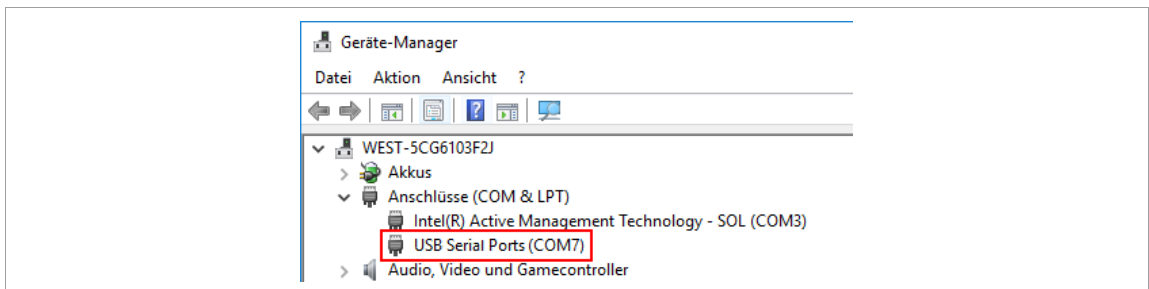 Geräte-Manager
Datei Aktion Ansicht ?
WEST-5CG6103F2J
Akkus
Anschlüsse (COM & LPT)
Intel(R) Active Management Technology - SOL (COM3)
USB Serial Ports (COM7)
Audio, Video und Gamecontroller